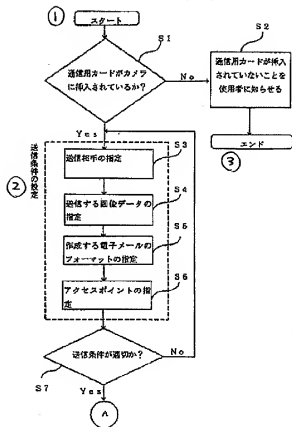 ①
スタート
S1
通信用カードがカメラ
に挿入されているか?
No
S2
通信用カードが挿入
されていないことを
使用者に知らせる
エンド
③
Yes
②
送信条件の設定
S3
送信相手の指定
S4
送信する画像データの
指定
S5
作成する電子メールの
フォーマットの指定
S6
アクセスポイントの指
定
送信条件が適切か?
No
S7
Yes
A